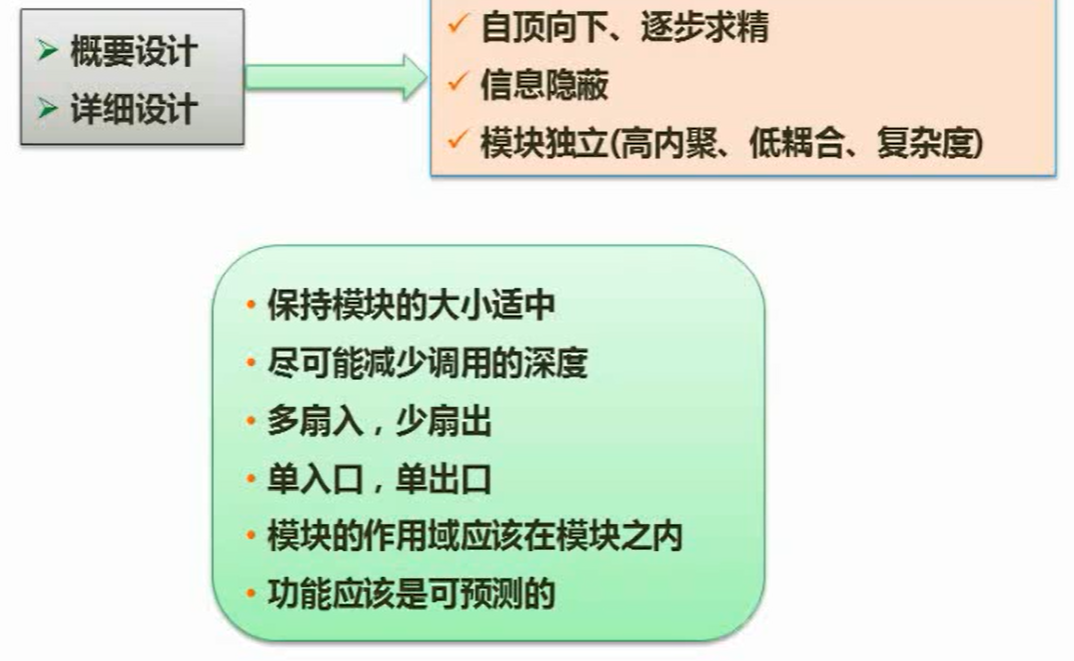 概要设计
详细设计
自顶向下、逐步求精
信息隐蔽
模块独立(高内聚、低耦合、复杂度)
保持模块的大小适中
尽可能减少调用的深度
多扇入，少扇出
单入口，单出口
模块的作用域应该在模块之内
功能应该是可预测的